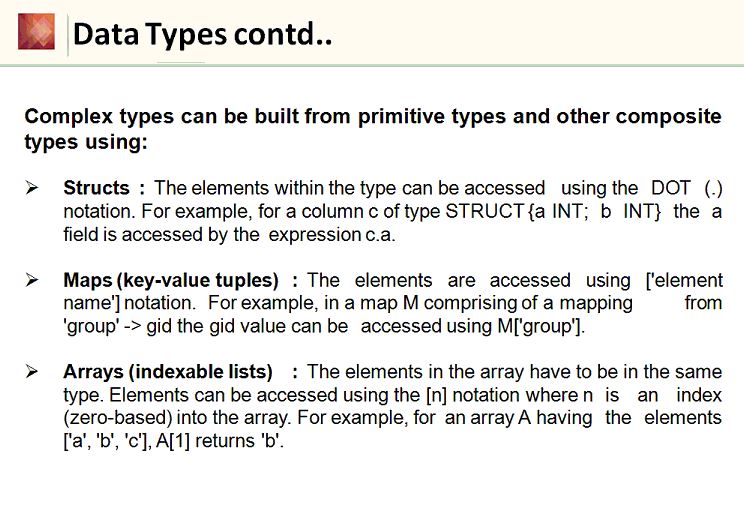 Data Types contd..
Complex types can be built from primitive types and other composite
types using:
➢ Structs : The elements within the type can be accessed using the DOT (.)
notation. For example, for a column c of type STRUCT {a INT; b INT} the a
field is accessed by the expression c.a.
➢ Maps (key-value tuples) : The elements are accessed using ['element
name'] notation. For example, in a map M comprising of a mapping from
'group' -> gid the gid value can be accessed using M['group'].
➢ Arrays (indexable lists) : The elements in the array have to be in the same
type. Elements can be accessed using the [n] notation where n is an index
(zero-based) into the array. For example, for an array A having the elements
['a', 'b', 'c'], A[1] returns 'b'.